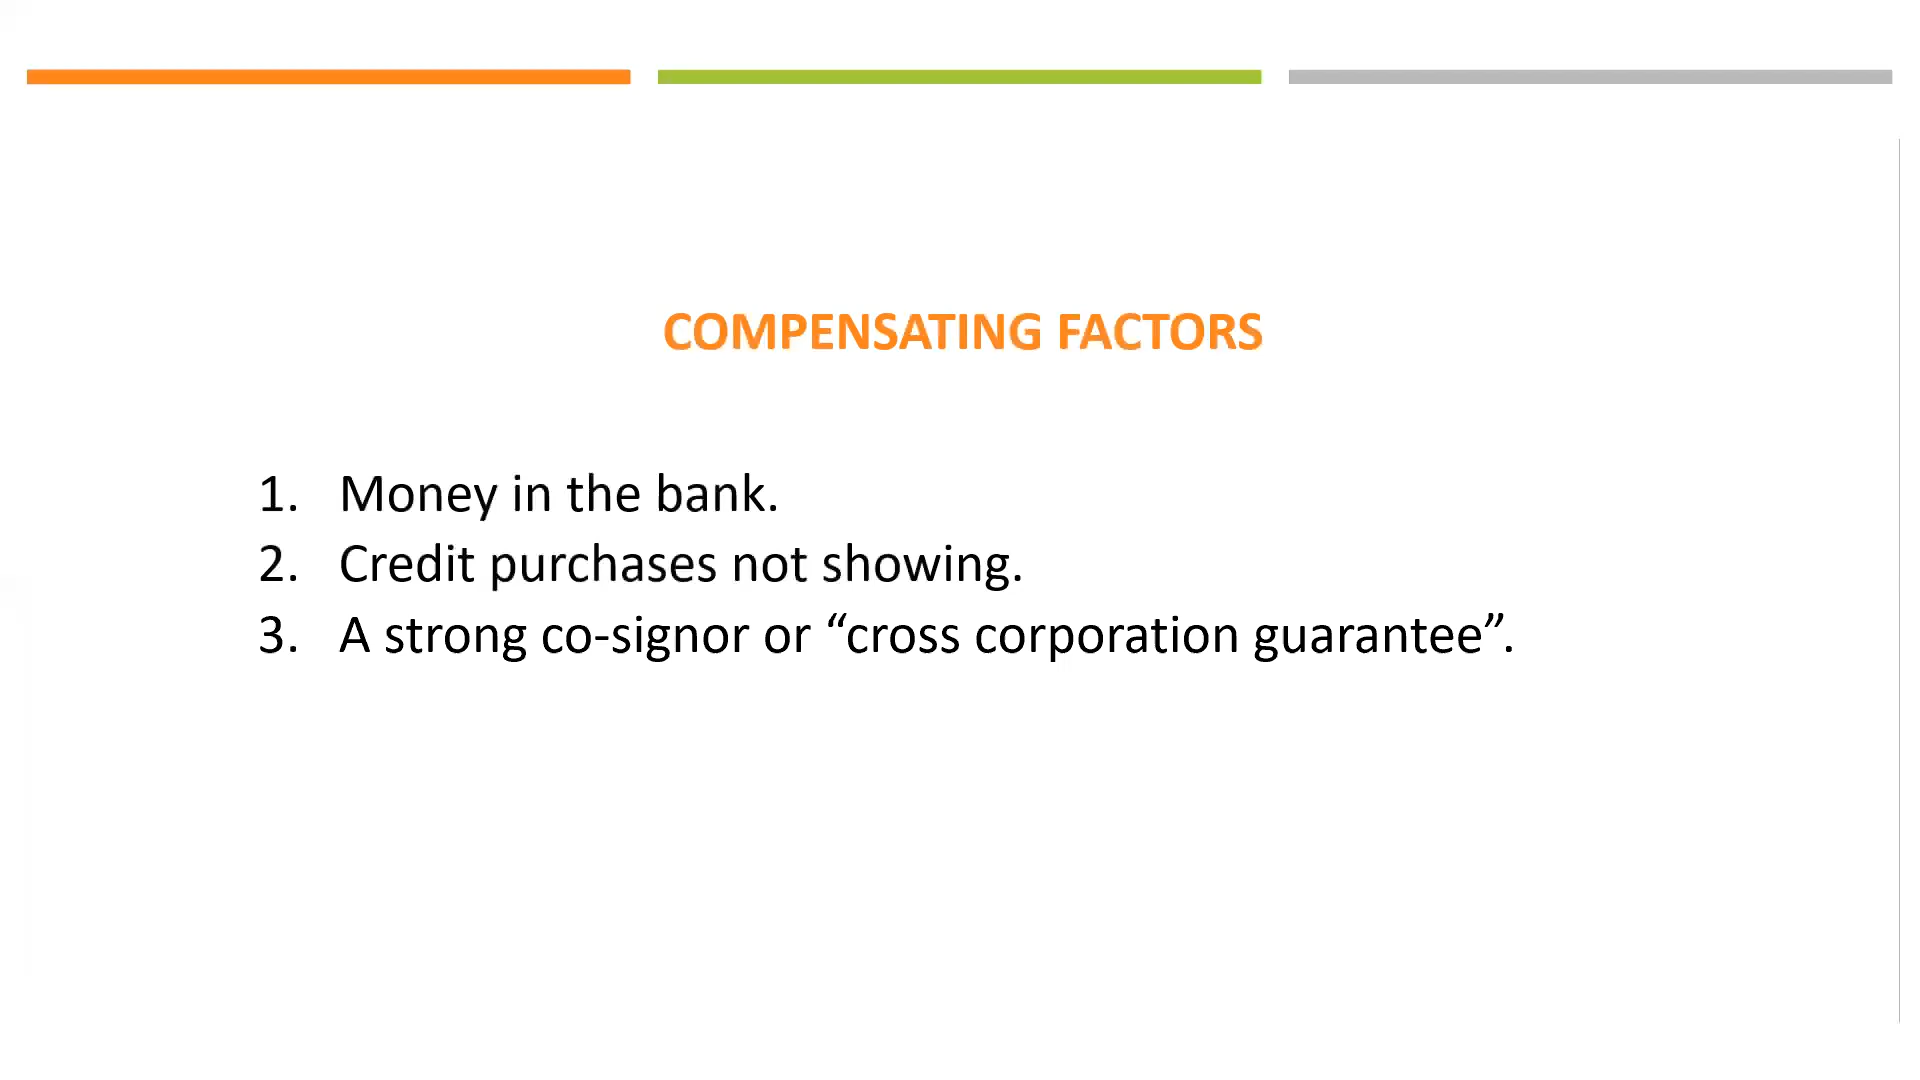 COMPENSATING FACTORS
1. Money in the bank.
2. Credit purchases not showing.
3. A strong co-signor or “cross corporation guarantee”.